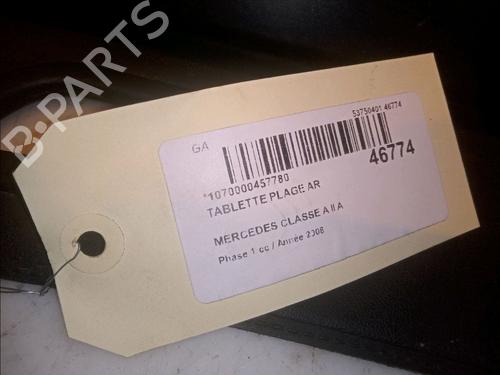 B-PARTS
GA
53750401 46774
46774
*1070000457780
TABLETTE PLAGE AR
MERCEDES CLASSE A II A
Phase 1 cc / Année 2008